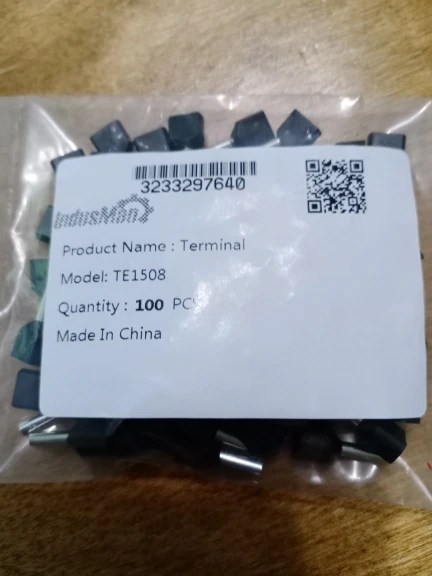 3233297640
IndusMan
Product Name : Terminal
Model: TE1508
Quantity : 100 PCS
Made In China